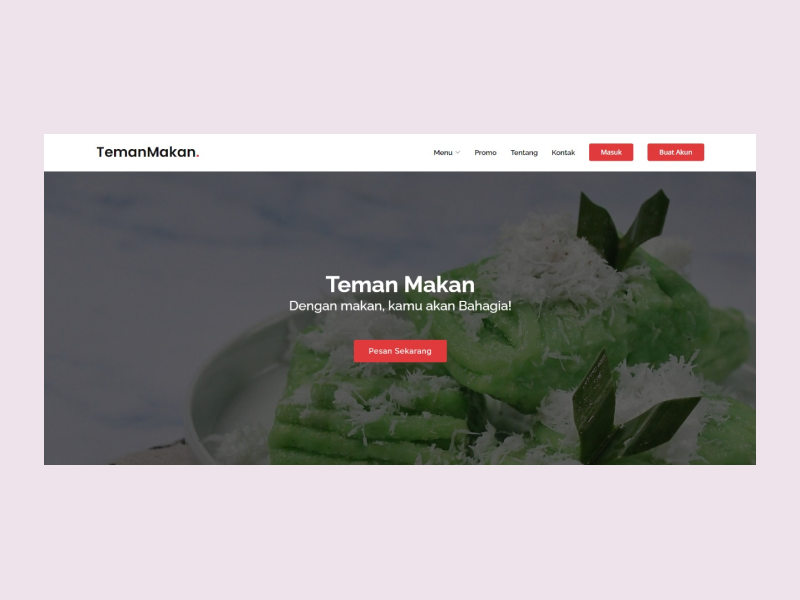 TemanMakan.
Menu
Promo
Tentang
Kontak
Masuk
Buat Akun
Teman Makan
Dengan makan, kamu akan Bahagia!
Pesan Sekarang